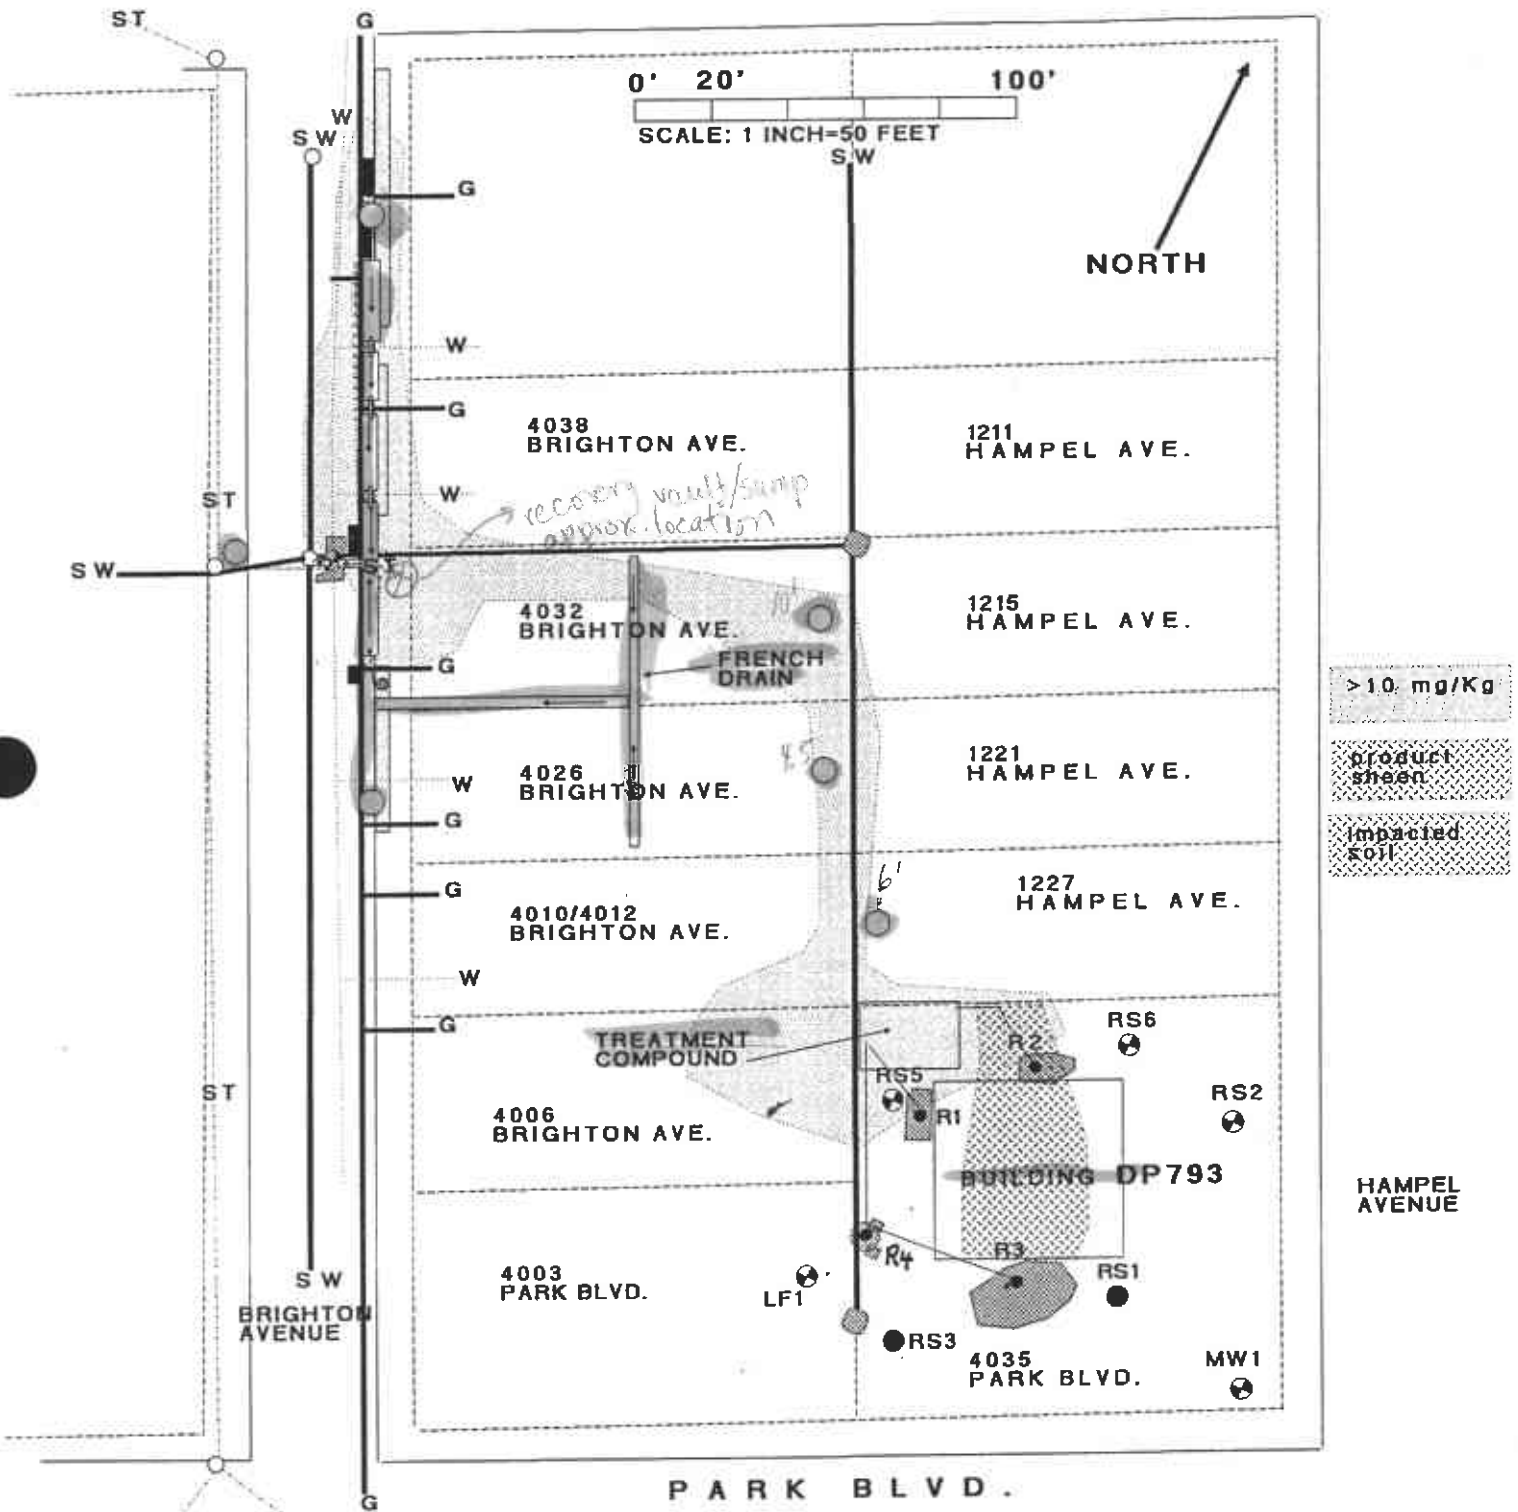 ST
G
0' 20' 100'
SCALE: 1 INCH=50 FEET
W
SW
SW
G
NORTH
W
G
4038
BRIGHTON AVE.
1211
HAMPEL AVE.
W
ST
recovery vault/sump
approx. location
SW
ST
10'
4032
BRIGHTON AVE.
1215
HAMPEL AVE.
FRENCH
DRAIN
G
>10 mg/Kg
product
sheen
impacted
soil
W
4026
BRIGHTON AVE.
1221
HAMPEL AVE.
G
G
6'
4010/4012
BRIGHTON AVE.
1227
HAMPEL AVE.
W
G
TREATMENT
COMPOUND
R2
RS6
RS5
RS2
ST
R1
4006
BRIGHTON AVE.
BUILDING DP793
HAMPEL
AVENUE
R4
R3
RS1
4003
PARK BLVD.
LF1
SW
BRIGHTON
AVENUE
RS3
4035
PARK BLVD.
MW1
PARK BLVD.
G